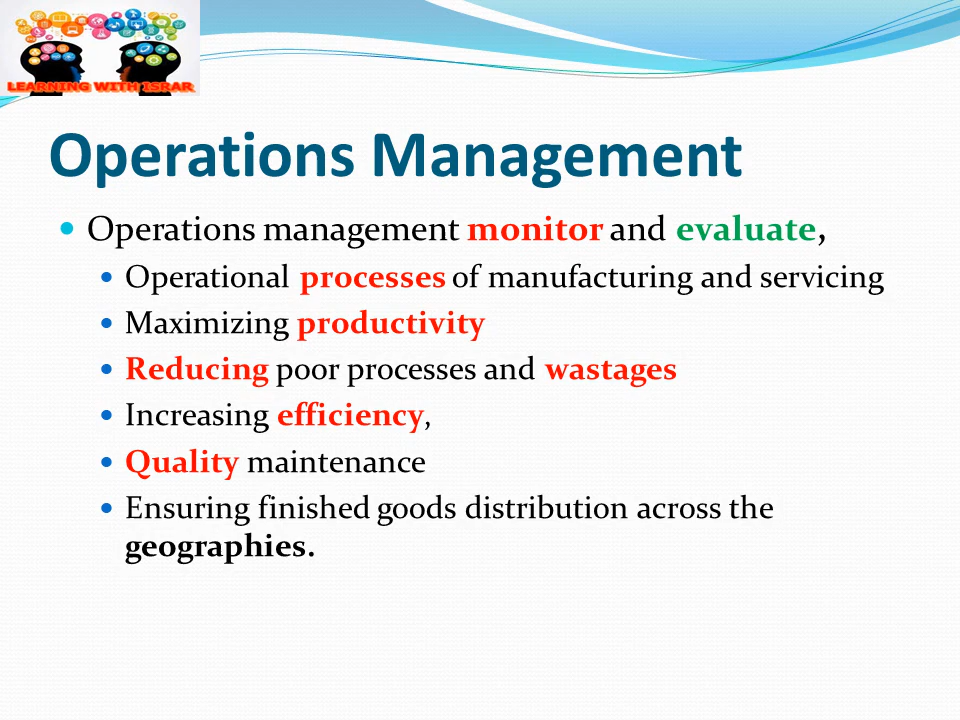 LEARNING WITH ISRAR
Operations Management
Operations management monitor and evaluate,
Operational processes of manufacturing and servicing
Maximizing productivity
Reducing poor processes and wastages
Increasing efficiency,
Quality maintenance
Ensuring finished goods distribution across the
geographies.